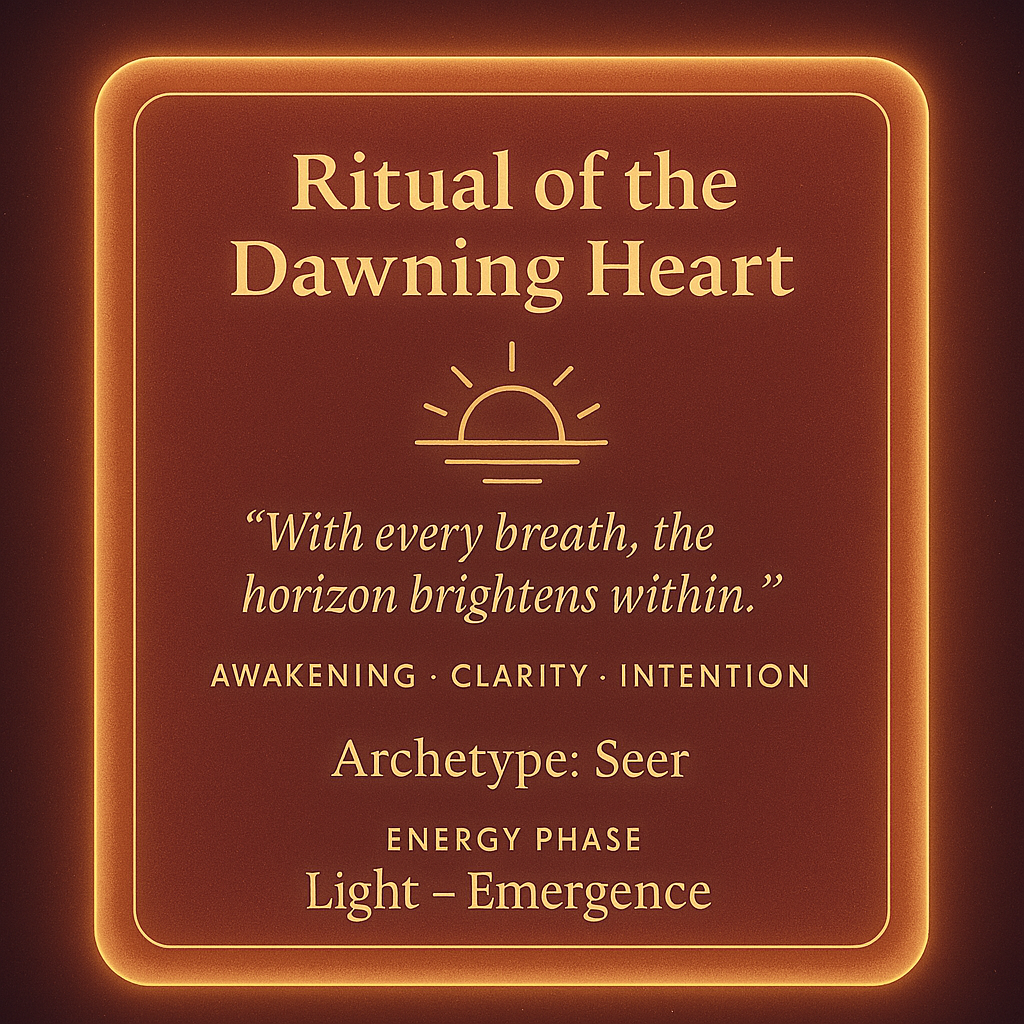 Ritual of the
Dawning Heart
“With every breath, the
horizon brightens within.”
AWAKENING · CLARITY · INTENTION
Archetype: Seer
ENERGY PHASE
Light – Emergence